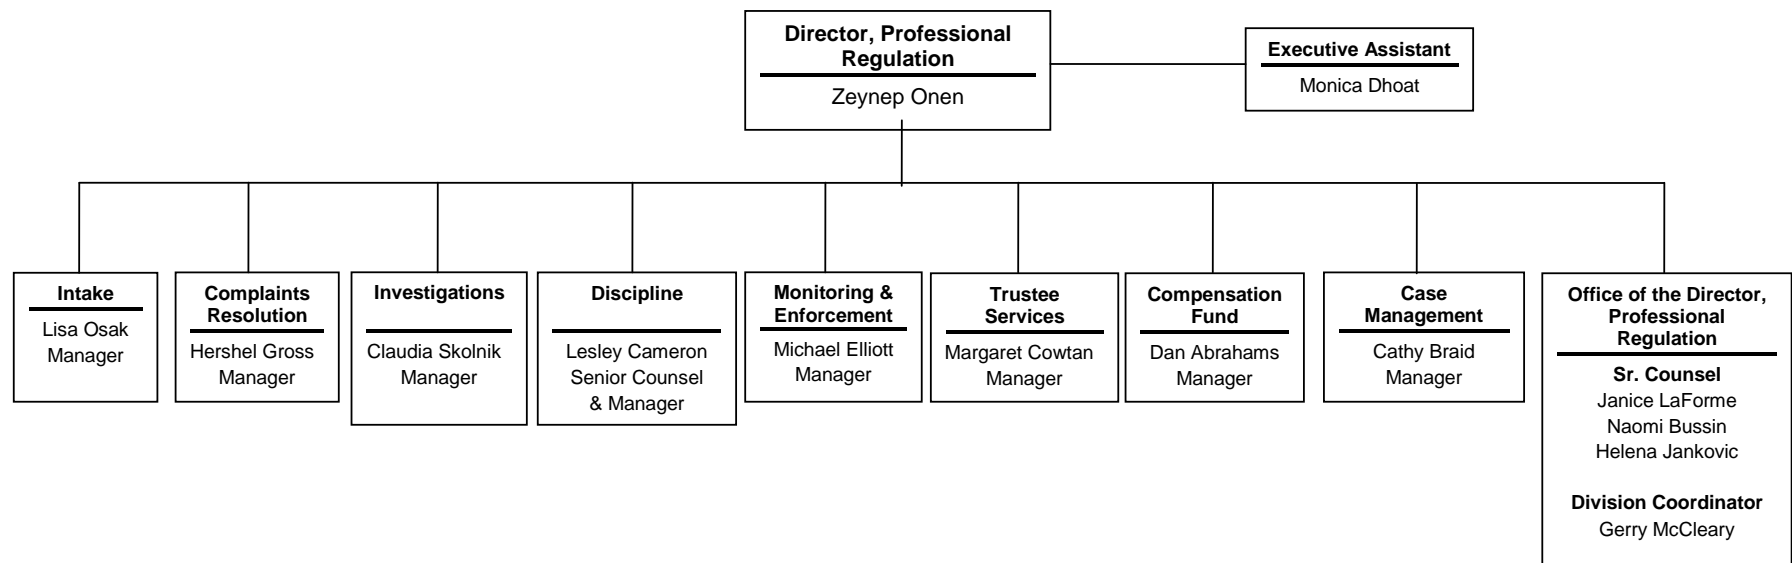 Director, Professional
Regulation
Zeynep Onen
Executive Assistant
Monica Dhoat
Intake
Lisa Osak
Manager
Complaints
Resolution
Hershel Gross
Manager
Investigations
Claudia Skolnik
Manager
Discipline
Lesley Cameron
Senior Counsel
& Manager
Monitoring &
Enforcement
Michael Elliott
Manager
Trustee
Services
Margaret Cowtan
Manager
Compensation
Fund
Dan Abrahams
Manager
Case
Management
Cathy Braid
Manager
Office of the Director,
Professional
Regulation
Sr. Counsel
Janice LaForme
Naomi Bussin
Helena Jankovic
Division Coordinator
Gerry McCleary